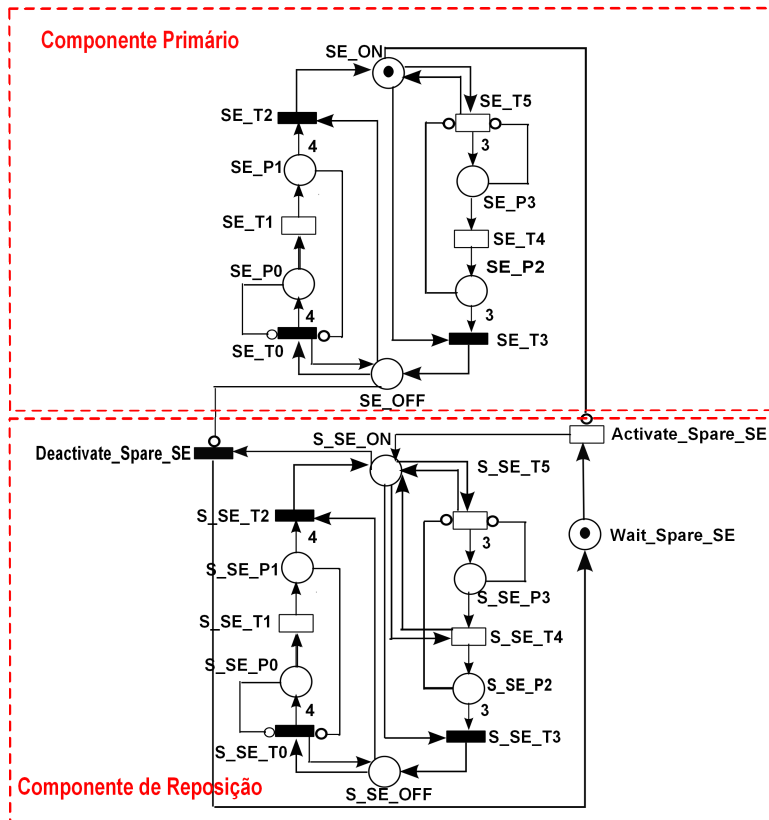 Componente Primário
SE_ON
SE_T2
SE_T5
4
3
SE_P1
SE_P3
SE_T1
SE_T4
SE_P0
SE_P2
4
3
SE_T0
SE_T3
SE_OFF
S_SE_ON
Activate_Spare_SE
Deactivate_Spare_SE
S_SE_T5
S_SE_T2
4
3
Wait_Spare_SE
S_SE_P1
S_SE_P3
S_SE_T1
S_SE_T4
S_SE_P0
S_SE_P2
4
3
S_SE_T0
S_SE_T3
Componente de Reposição
S_SE_OFF